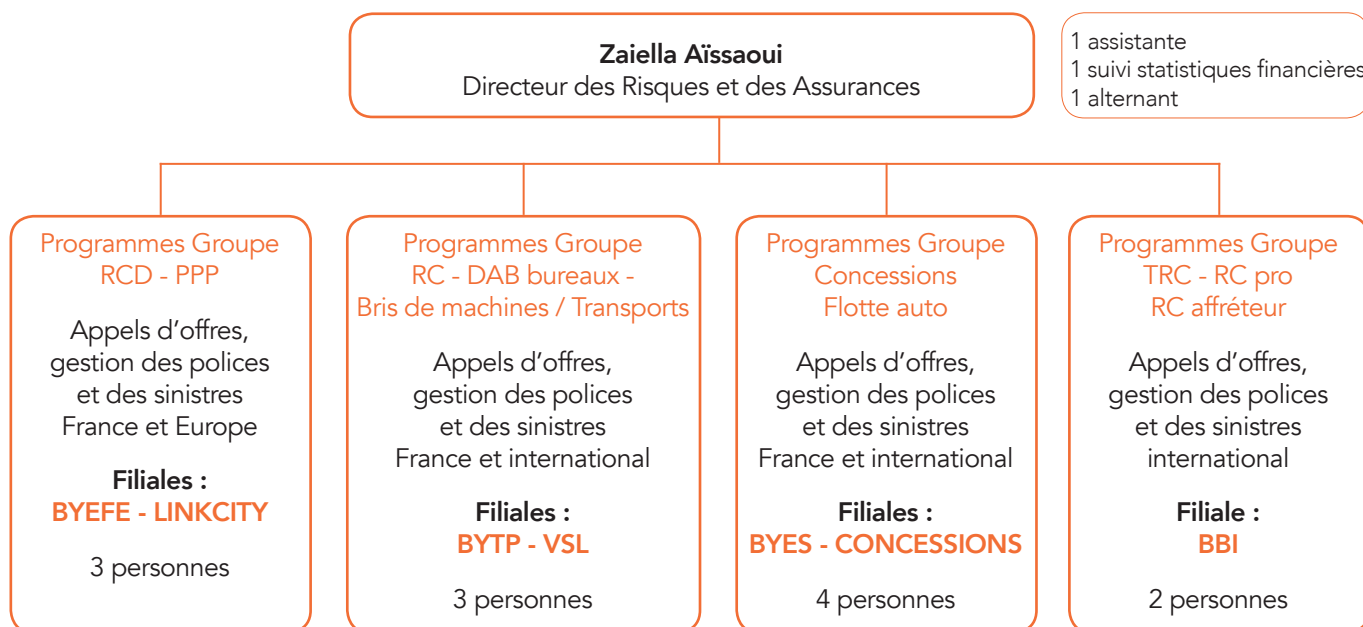 Zaiella Aïssaoui
Directeur des Risques et des Assurances
1 assistante
1 suivi statistiques financières
1 alternant
Programmes Groupe
RCD - PPP
Appels d’offres,
gestion des polices
et des sinistres
France et Europe
Filiales :
BYEFE - LINKCITY
3 personnes
Programmes Groupe
RC - DAB bureaux -
Bris de machines / Transports
Appels d’offres,
gestion des polices
et des sinistres
France et international
Filiales :
BYTP - VSL
3 personnes
Programmes Groupe
Concessions
Flotte auto
Appels d’offres,
gestion des polices
et des sinistres
France et international
Filiales :
BYES - CONCESSIONS
4 personnes
Programmes Groupe
TRC - RC pro
RC affréteur
Appels d’offres,
gestion des polices
et des sinistres
international
Filiale :
BBI
2 personnes